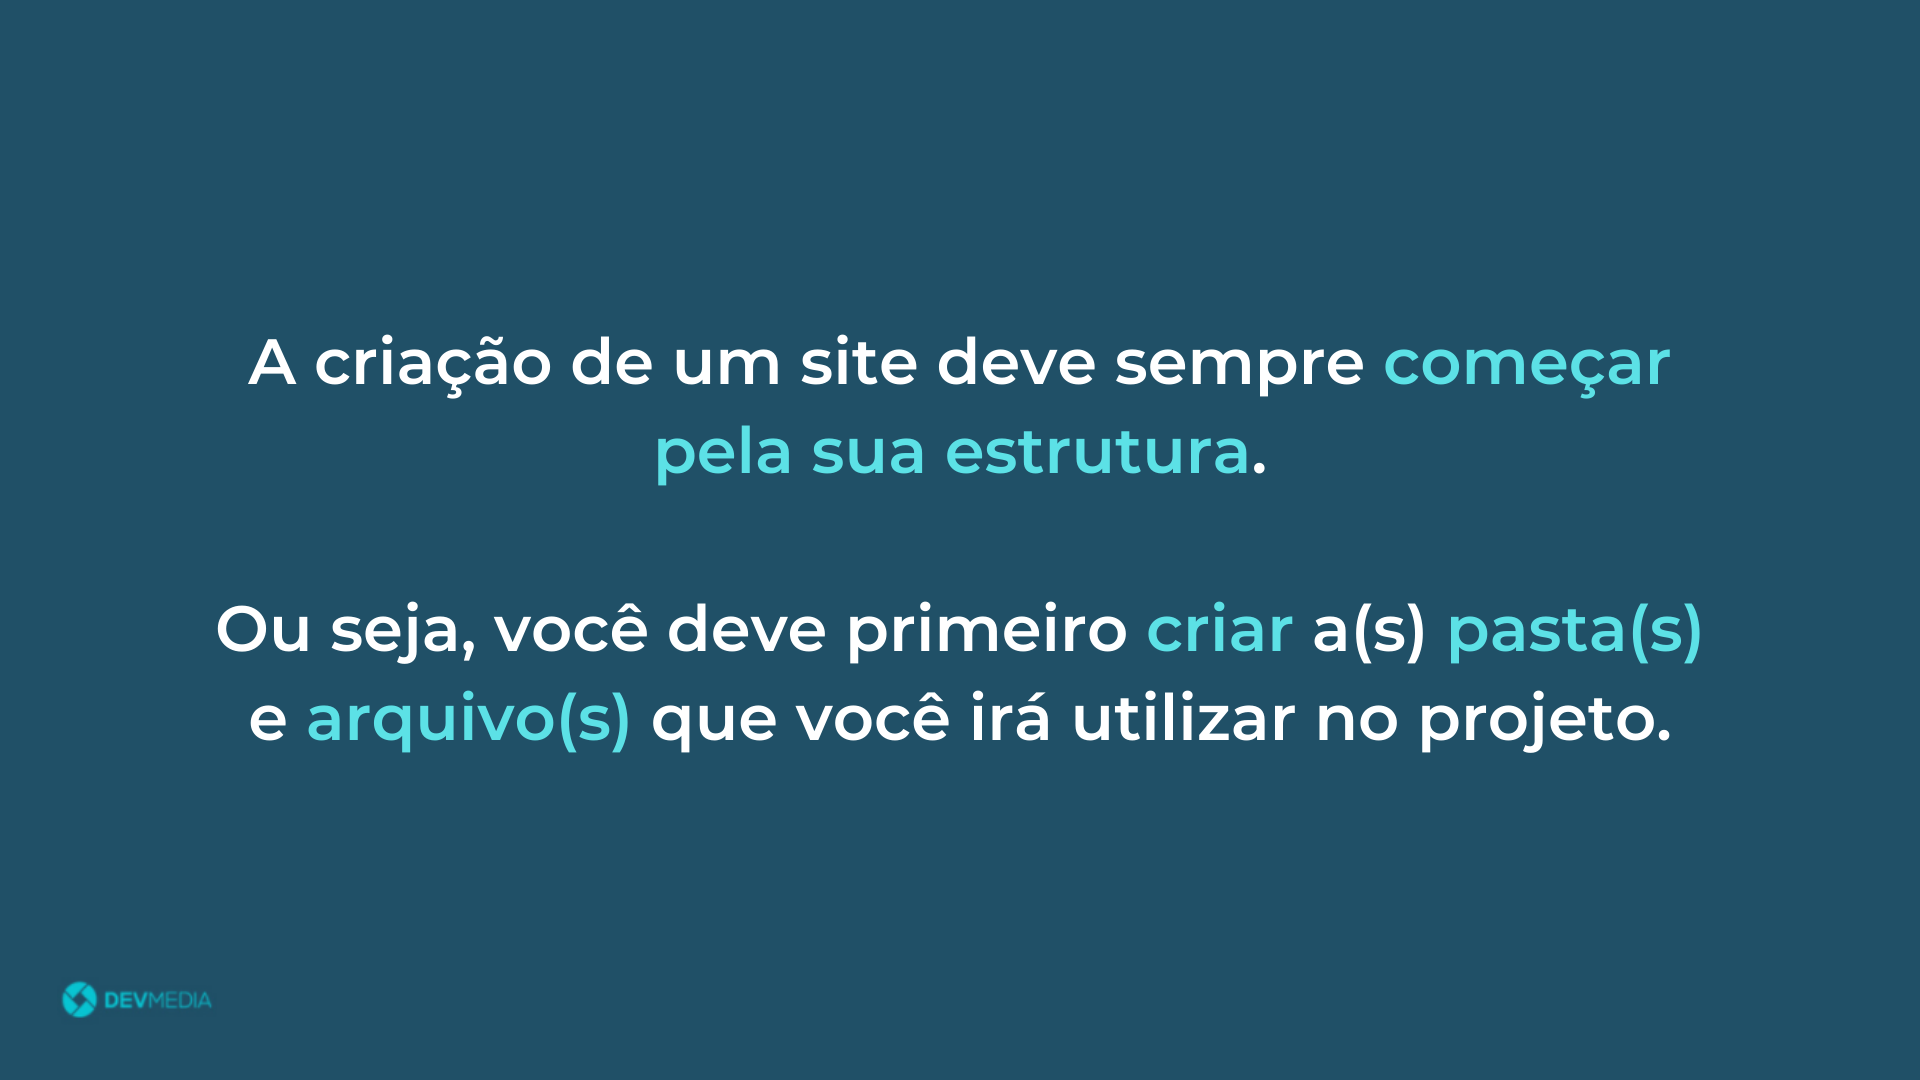 A criação de um site deve sempre começar
pela sua estrutura.
Ou seja, você deve primeiro criar a(s) pasta(s)
e arquivo(s) que você irá utilizar no projeto.
DEVMEDIA